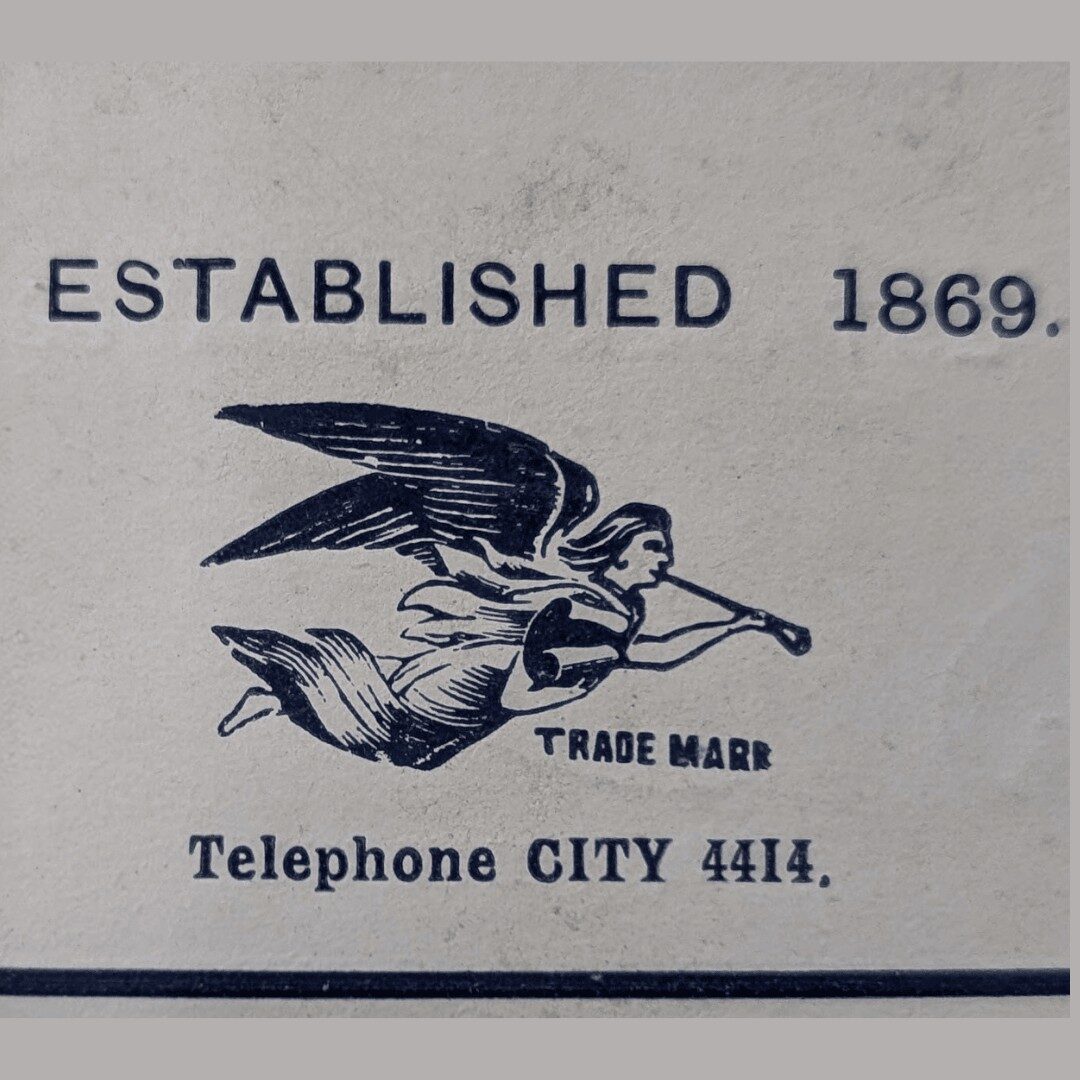 ESTABLISHED 1869.
TRADE MARK
Telephone CITY 4414.